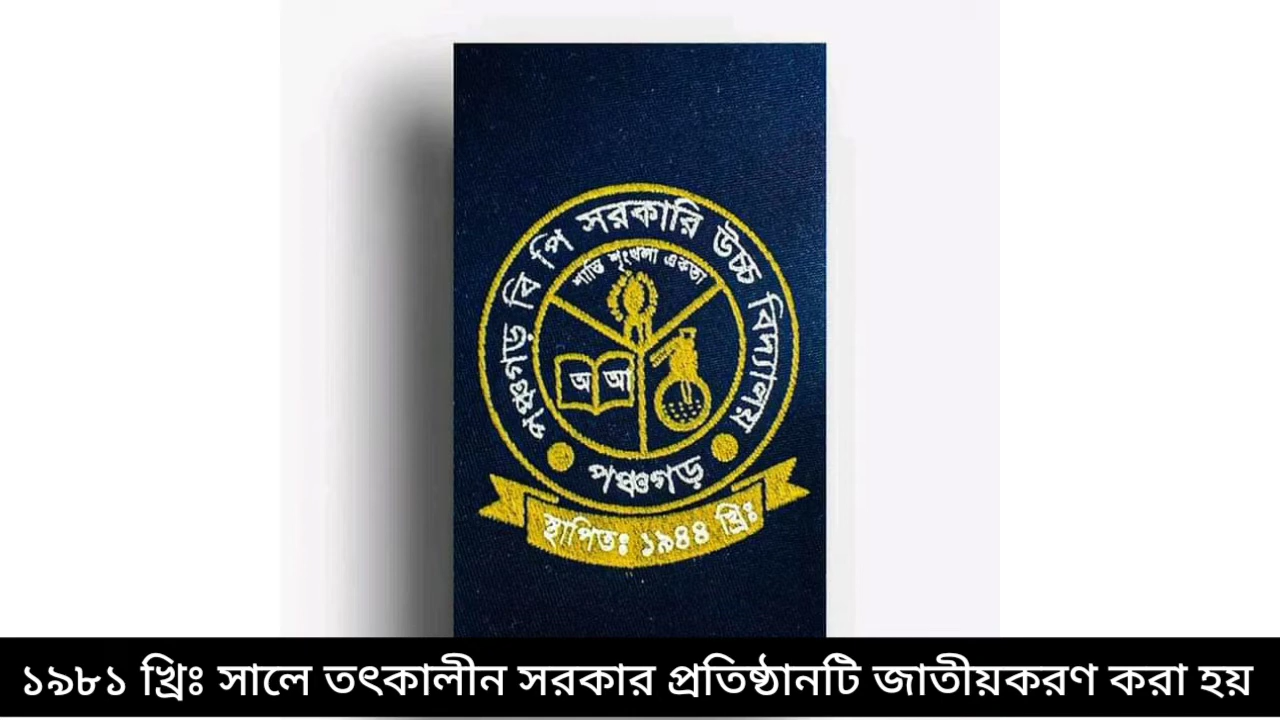 পঞ্চগড় বি পি সরকারি উচ্চ বিদ্যালয়
শান্তি শৃংখলা একতা
অ আ
পঞ্চগড়
স্থাপিতঃ ১৯৪৪ খ্রিঃ
১৯৮১ খ্রিঃ সালে তৎকালীন সরকার প্রতিষ্ঠানটি জাতীয়করণ করা হয়